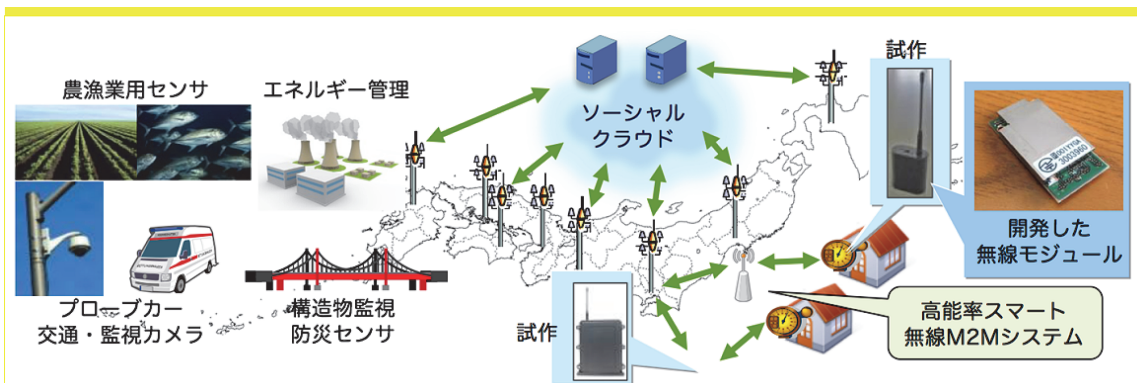 農漁業用センサ
エネルギー管理
ソーシャル
クラウド
試作
3003960
開発した
無線モジュール
プローブカー
交通・監視カメラ
構造物監視
防災センサ
試作
高能率スマート
無線M2Mシステム